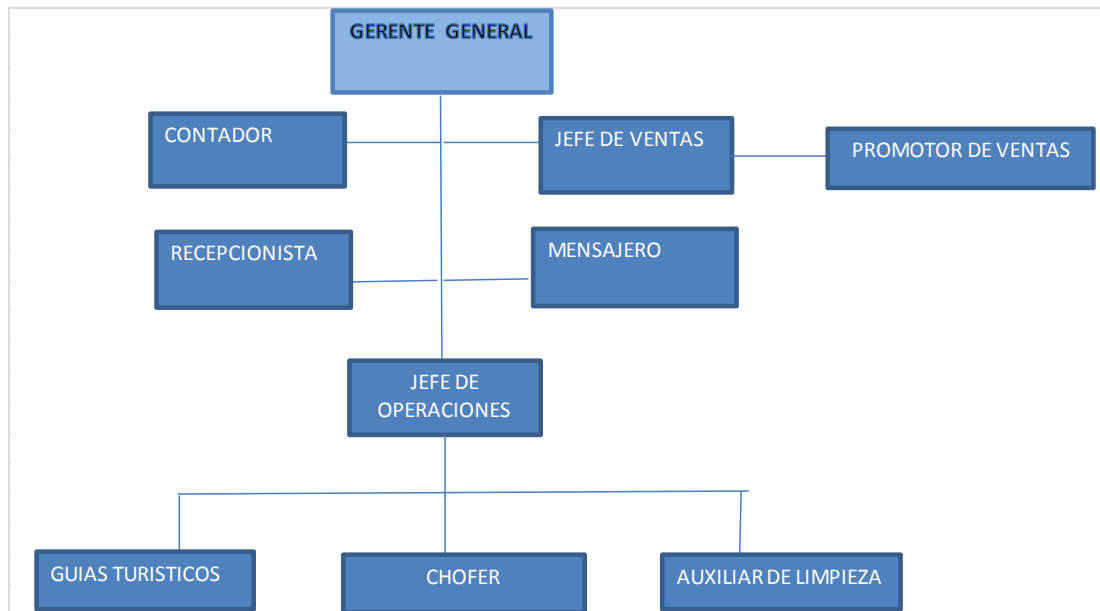 GERENTE GENERAL
CONTADOR
JEFE DE VENTAS
PROMOTOR DE VENTAS
RECEPCIONISTA
MENSAJERO
JEFE DE
OPERACIONES
GUIAS TURISTICOS
CHOFER
AUXILIAR DE LIMPIEZA